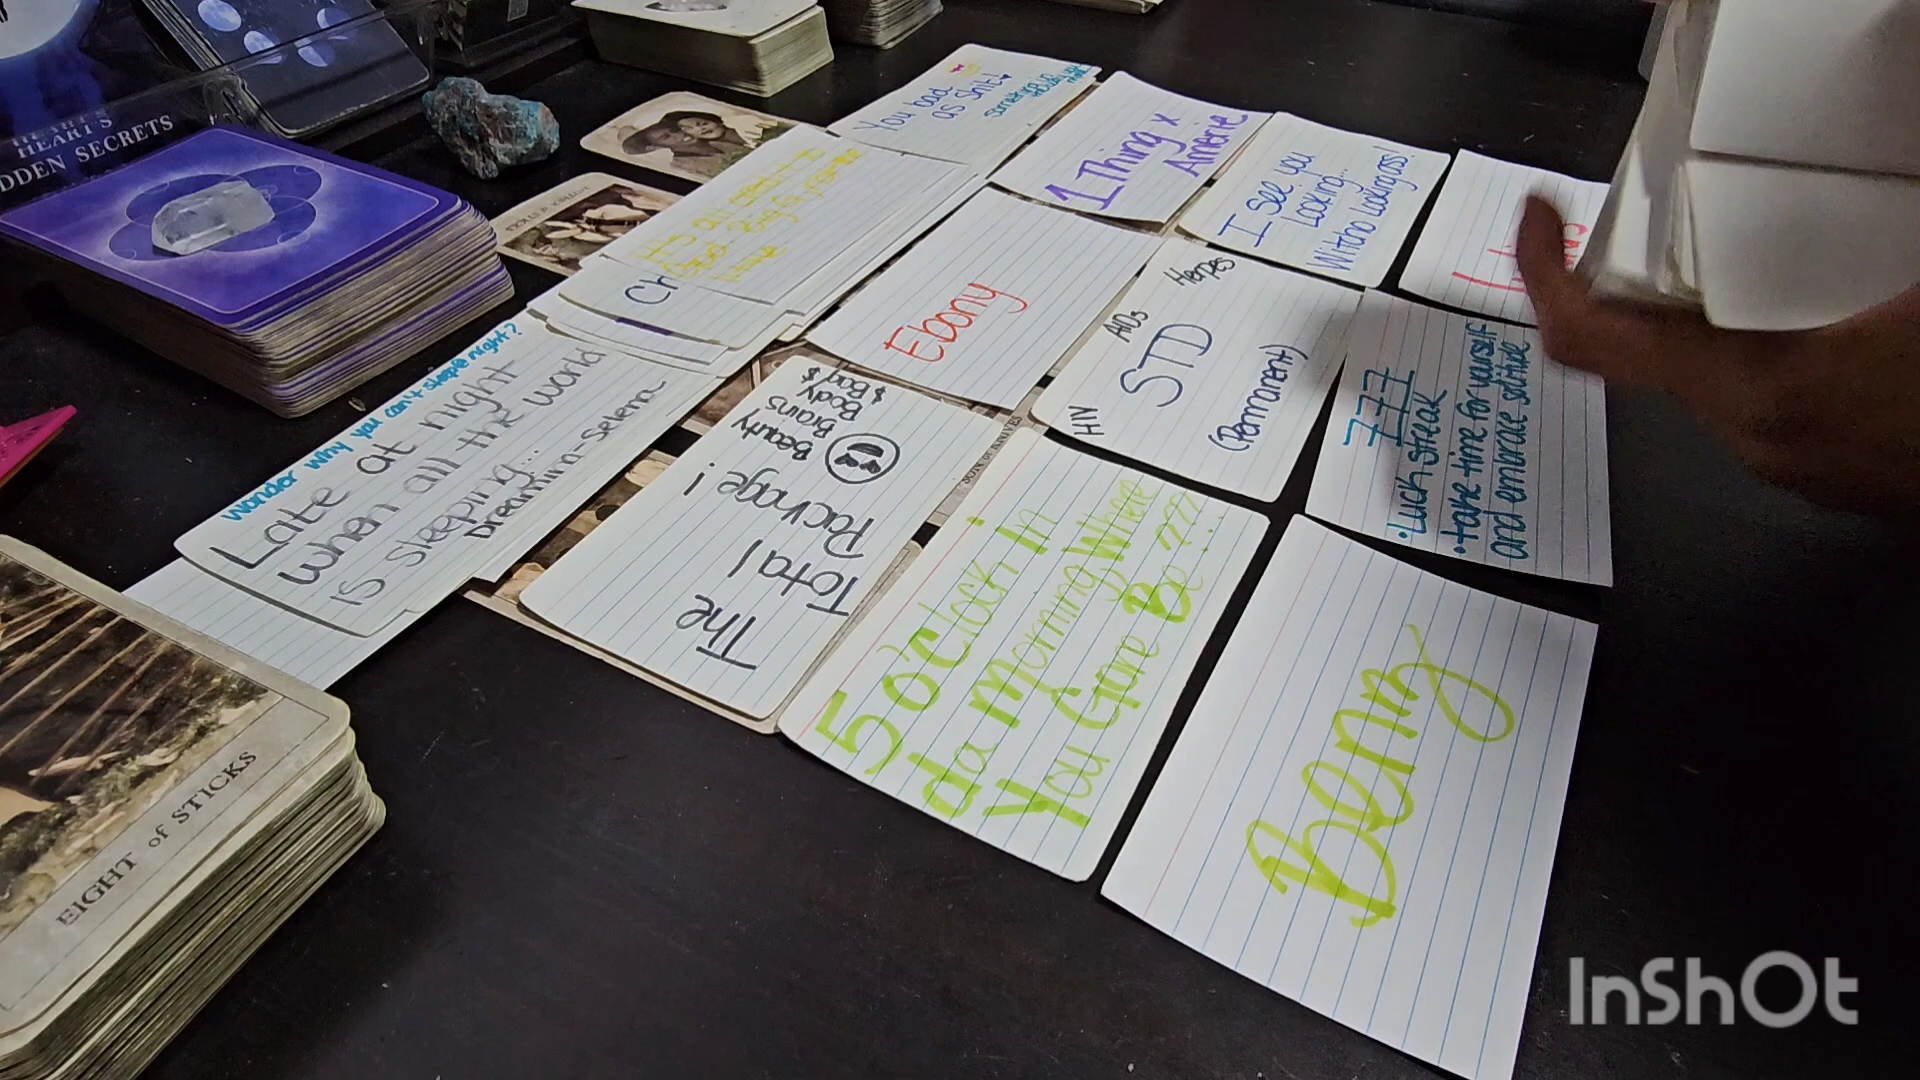 HEART'S
HIDDEN SECRETS
You bad
as shit!
1 Thing x
Amerie
I see you
Looking...
Witcho Looking ass!
Ebony
Herpes
AIDs
STD
HIV
(Permanent)
777
• Luck streak
• take time for yourself
and embrace solitude
Wonder why you can't sleep @ night?
Late at night
when all the world
is sleeping...
Dreaming-Selena
The
Total
Package!
Beauty
Brains
Body
$ Bag $
5 o'clock in
da morning Where
You Gone Be ????
Benz
EIGHT of STICKS
InShOt